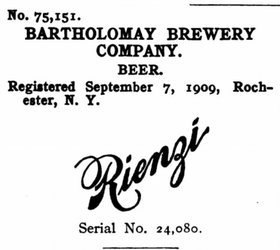 No. 75,151.
BARTHOLOMAY BREWERY
COMPANY.
BEER.
Registered September 7, 1909, Roch-
ester, N. Y.
Rienzi
Serial No. 24,080.